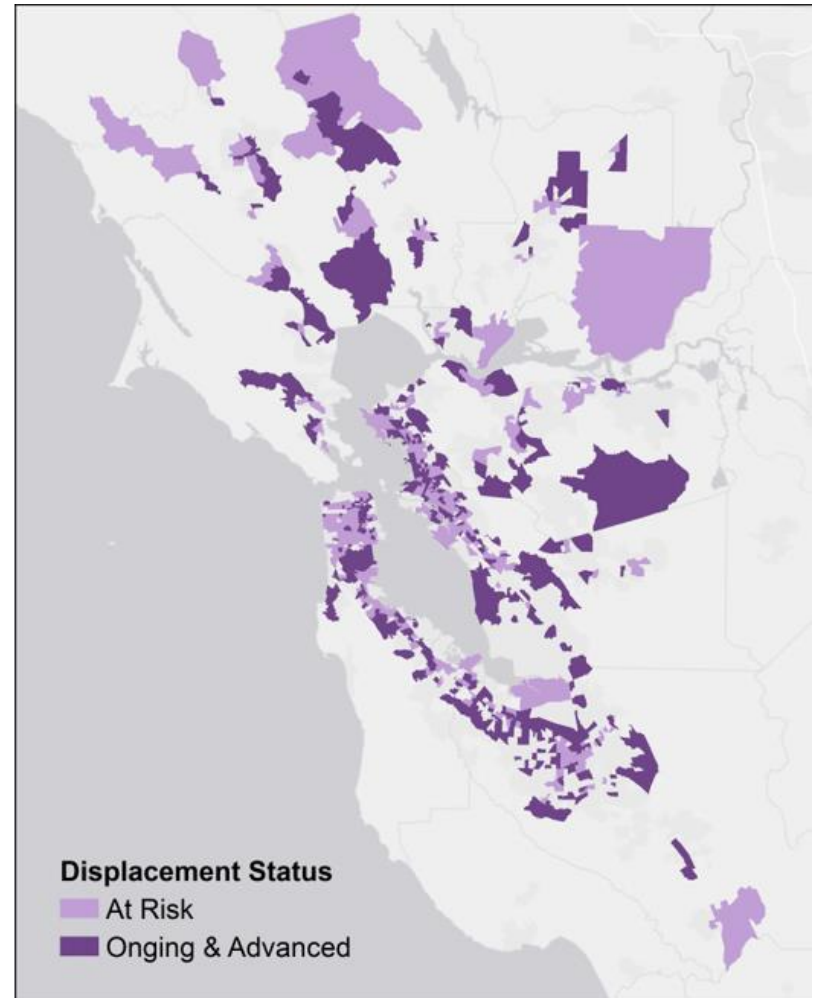 Displacement Status
At Risk
Onging & Advanced